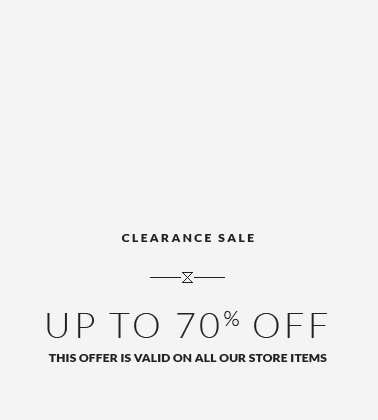 CLEARANCE SALE
UP TO 70% OFF
THIS OFFER IS VALID ON ALL OUR STORE ITEMS